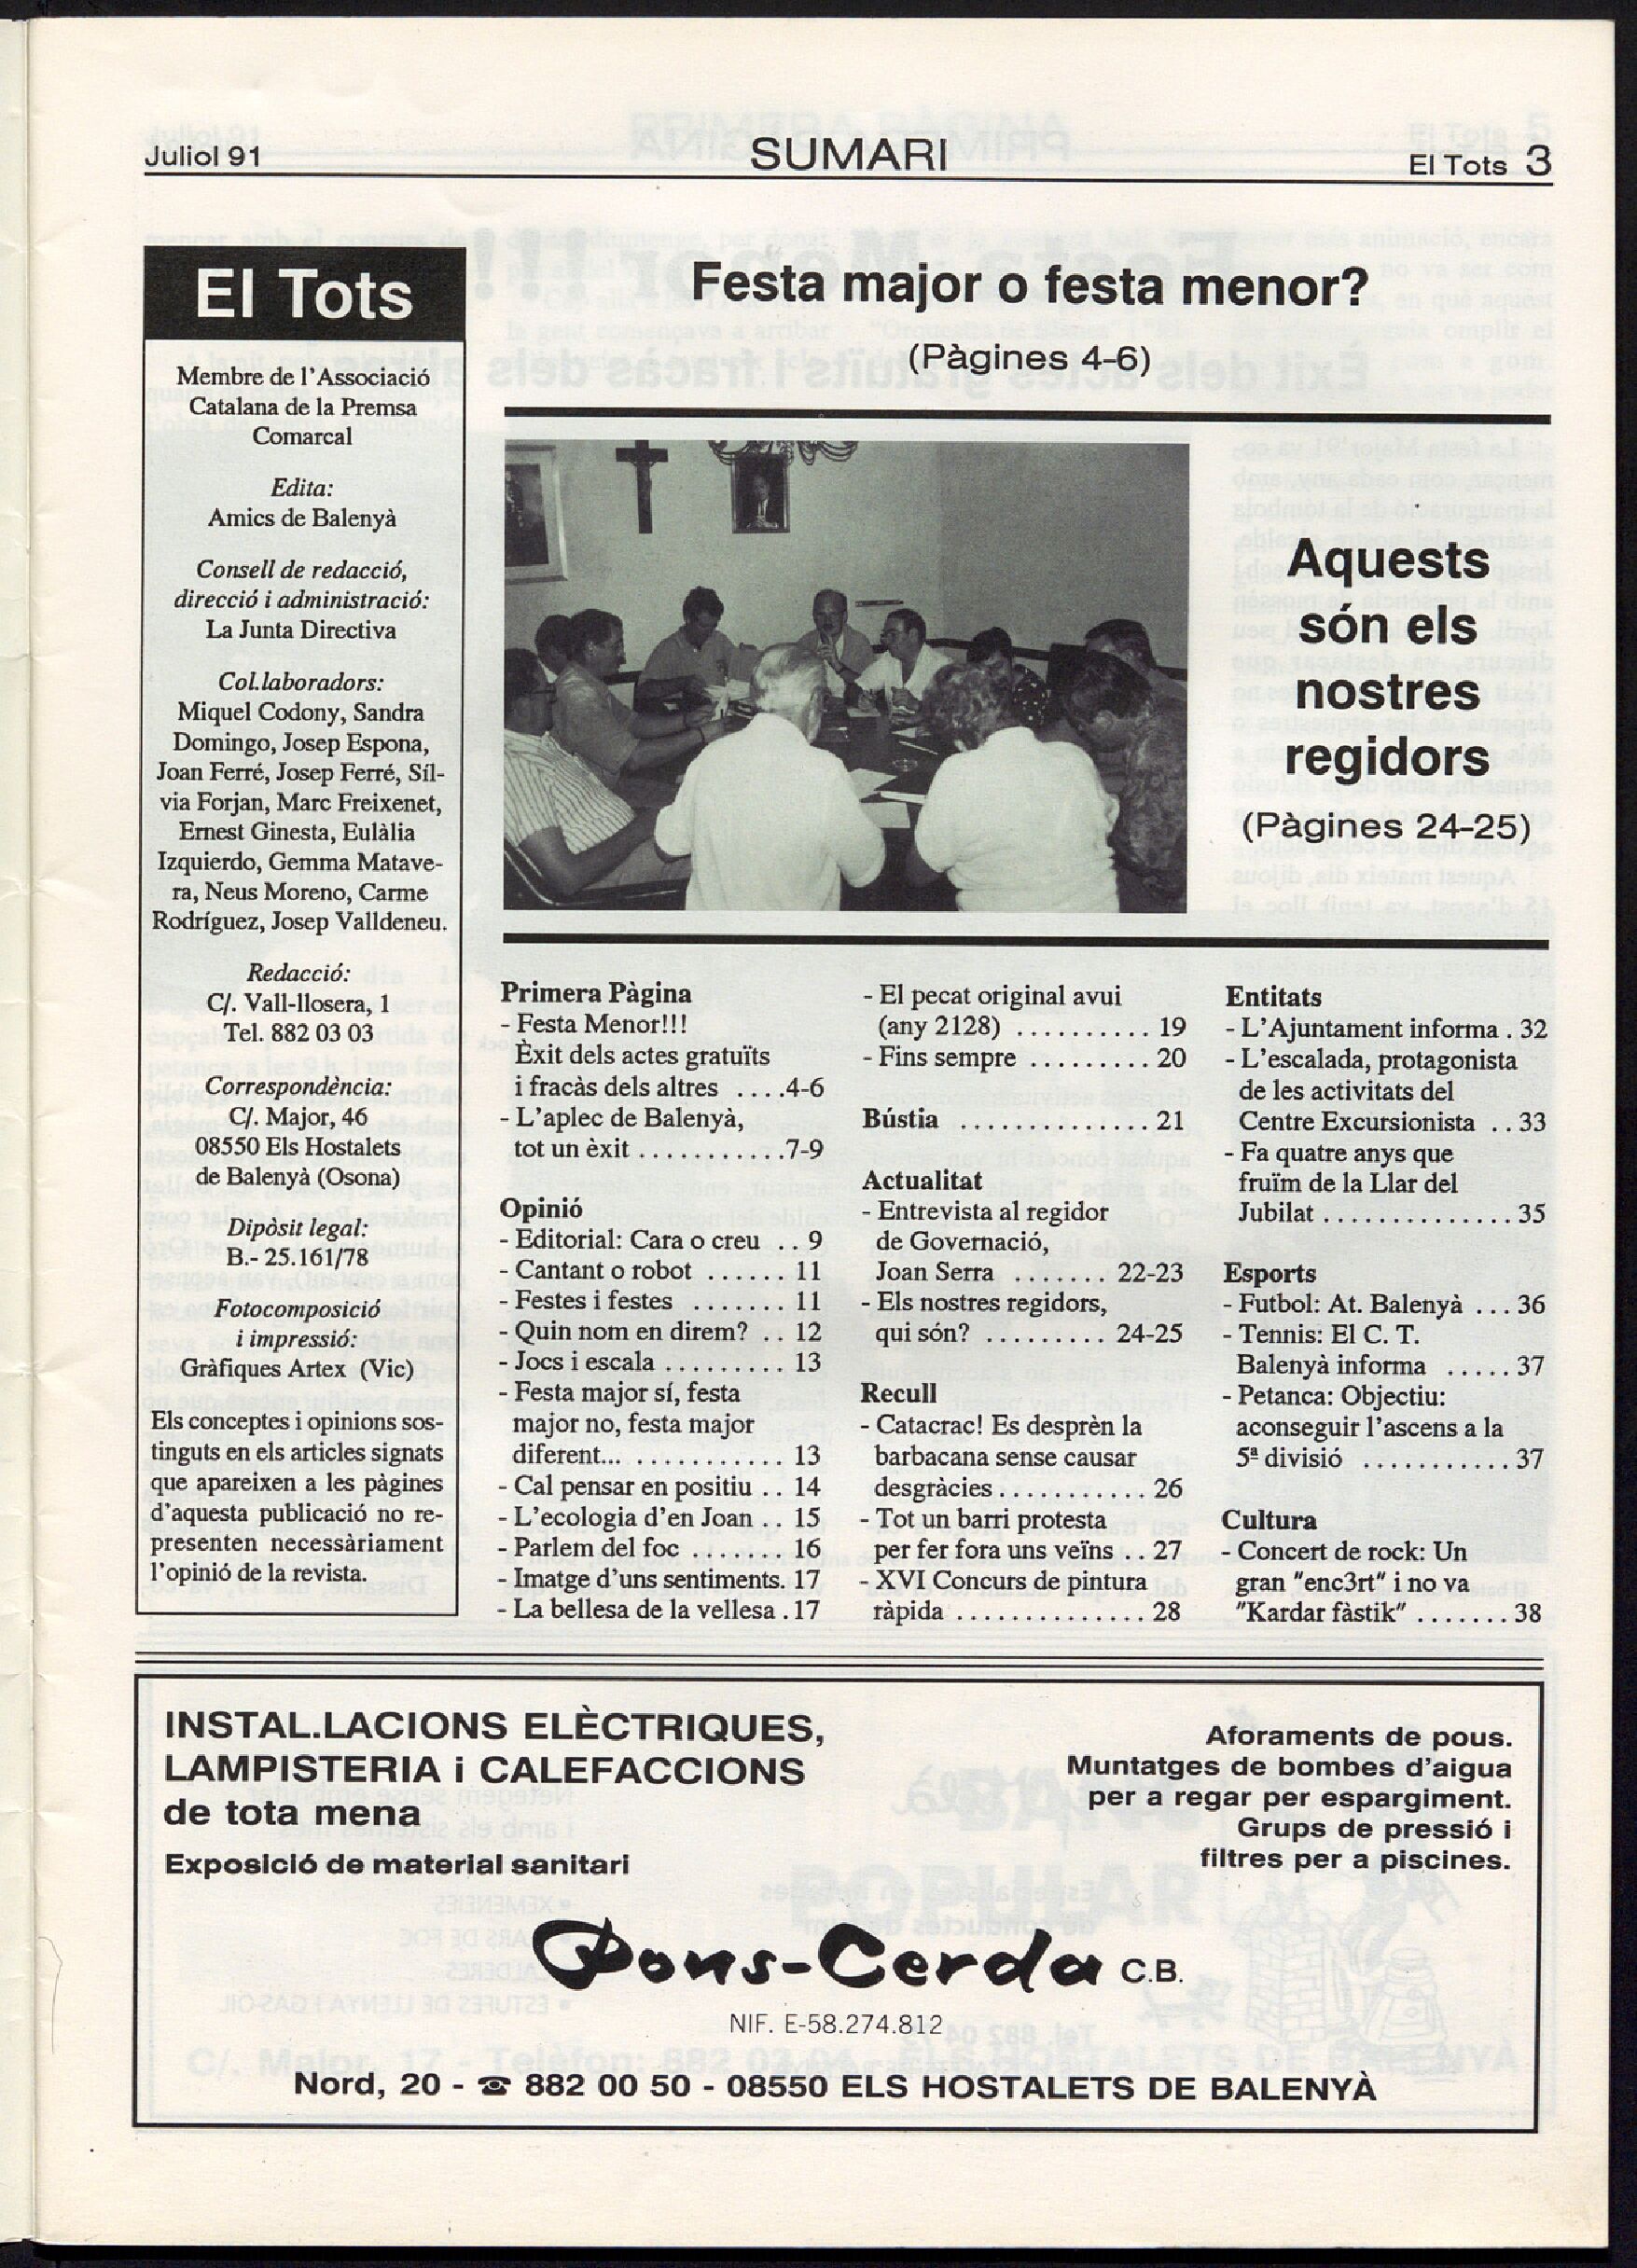 Juliol 91
SUMARI
El Tots 3
El Tots
Membre de l'Associació
Catalana de la Premsa
Comarcal
Edita:
Amics de Balenyà
Consell de redacció,
direcció i administració:
La Junta Directiva
Col.laboradors:
Miquel Codony, Sandra
Domingo, Josep Espona,
Joan Ferré, Josep Ferré, Síl-
via Forjan, Marc Freixenet,
Ernest Ginesta, Eulàlia
Izquierdo, Gemma Matave-
ra, Neus Moreno, Carme
Rodríguez, Josep Valldeneu.
Redacció:
C/. Vall-llosera, 1
Tel. 882 03 03
Correspondència:
C/. Major, 46
08550 Els Hostalets
de Balenyà (Osona)
Dipòsit legal:
B.- 25.161/78
Fotocomposició
i impressió:
Gràfiques Artex (Vic)
Els conceptes i opinions sos-
tinguts en els articles signats
que apareixen a les pàgines
d'aquesta publicació no re-
presenten necessàriament
l'opinió de la revista.
Festa major o festa menor?
(Pàgines 4-6)
Aquests
són els
nostres
regidors
(Pàgines 24-25)
Primera Pàgina
- Festa Menor!!!
Èxit dels actes gratuïts
i fracàs dels altres ....4-6
- L'aplec de Balenyà,
tot un èxit ...........7-9
Opinió
- Editorial: Cara o creu .. 9
- Cantant o robot ...... 11
- Festes i festes ........ 11
- Quin nom en direm? .. 12
- Jocs i escala ......... 13
- Festa major sí, festa
major no, festa major
diferent... ........... 13
- Cal pensar en positiu .. 14
- L'ecologia d'en Joan .. 15
- Parlem del foc ....... 16
- Imatge d'uns sentiments. 17
- La bellesa de la vellesa . 17
- El pecat original avui
(any 2128) .......... 19
- Fins sempre ......... 20
Bústia .............. 21
Actualitat
- Entrevista al regidor
de Governació,
Joan Serra ....... 22-23
- Els nostres regidors,
qui són? ......... 24-25
Recull
- Catacrac! Es desprèn la
barbacana sense causar
desgràcies ........... 26
- Tot un barri protesta
per fer fora uns veïns .. 27
- XVI Concurs de pintura
ràpida .............. 28
Entitats
- L'Ajuntament informa . 32
- L'escalada, protagonista
de les activitats del
Centre Excursionista .. 33
- Fa quatre anys que
fruïm de la Llar del
Jubilat .............. 35
Esports
- Futbol: At. Balenyà ... 36
- Tennis: El C. T.
Balenyà informa ..... 37
- Petanca: Objectiu:
aconseguir l'ascens a la
5ª divisió ........... 37
Cultura
- Concert de rock: Un
gran "enc3rt" i no va
"Kardar fàstik" ....... 38
INSTAL.LACIONS ELÈCTRIQUES,
LAMPISTERIA i CALEFACCIONS
de tota mena
Exposició de material sanitari
Aforaments de pous.
Muntatges de bombes d'aigua
per a regar per espargiment.
Grups de pressió i
filtres per a piscines.
Pons-Cerda C.B.
NIF. E-58.274.812
Nord, 20 - ☎ 882 00 50 - 08550 ELS HOSTALETS DE BALENYÀ